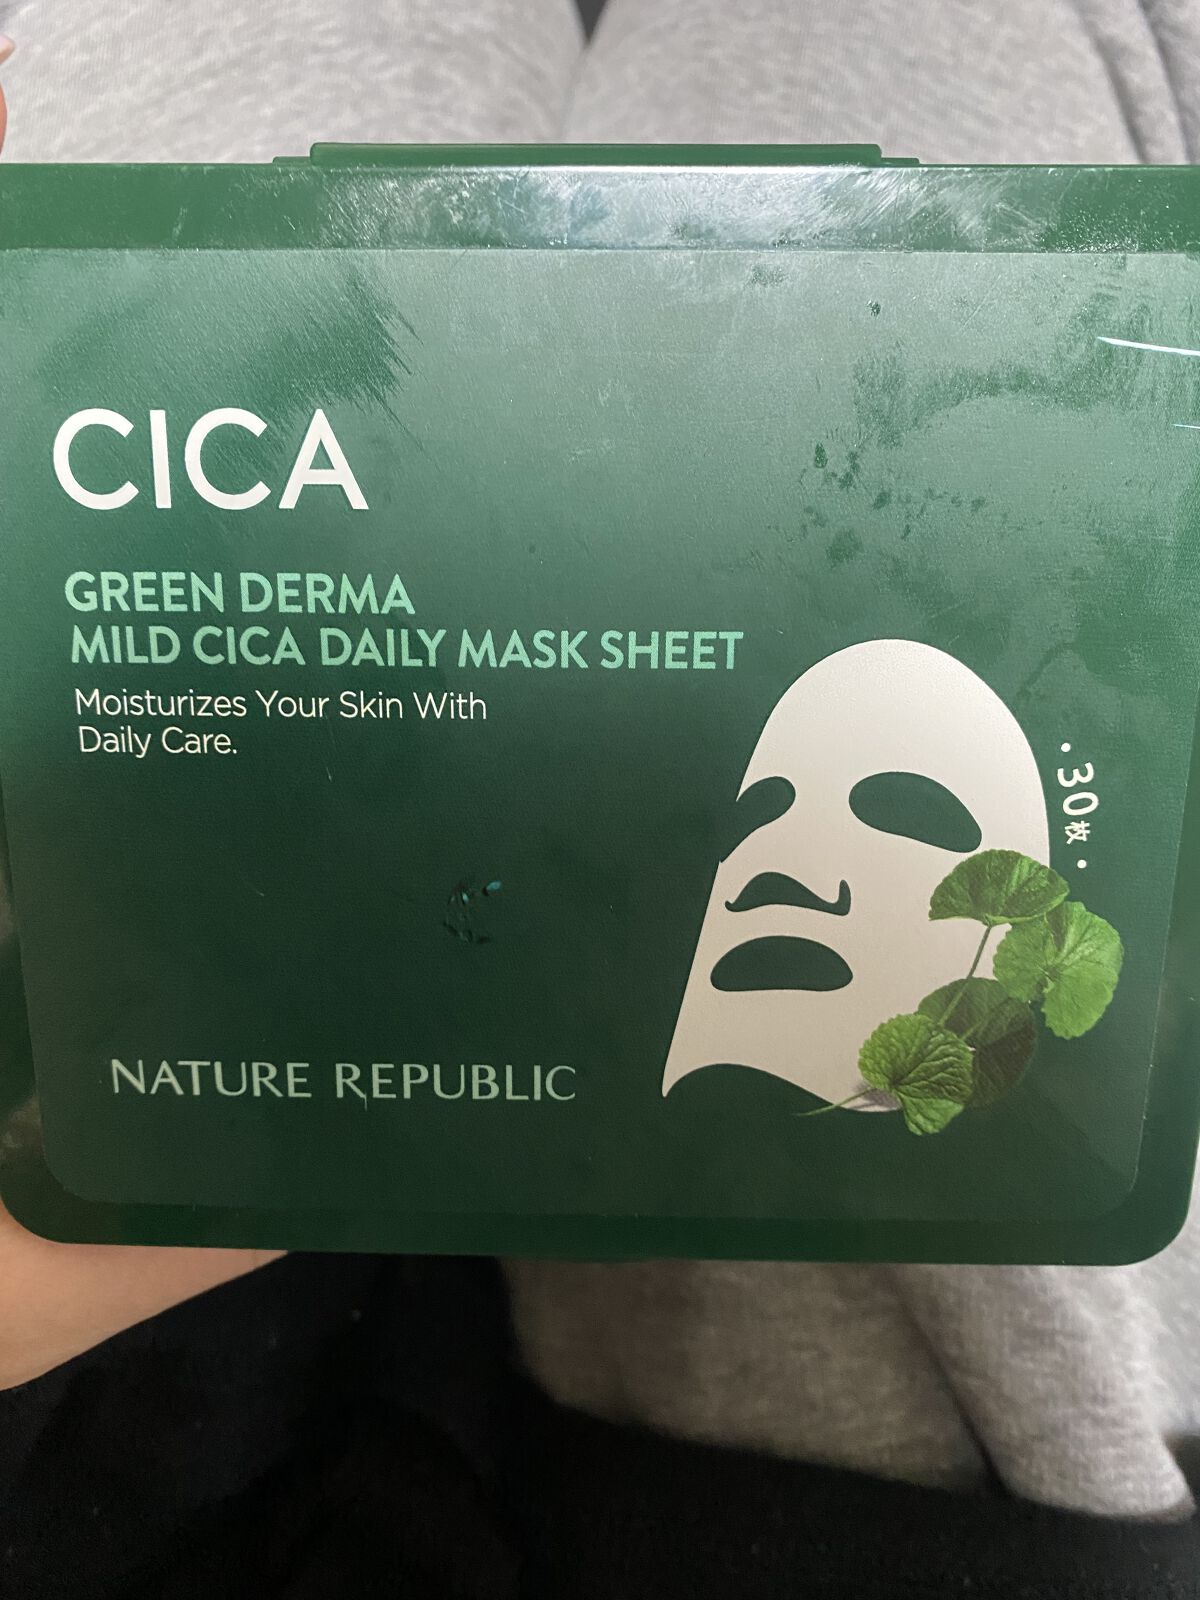 CICA
GREEN DERMA
MILD CICA DAILY MASK SHEET
Moisturizes Your Skin With
Daily Care.
・30枚・
NATURE REPUBLIC